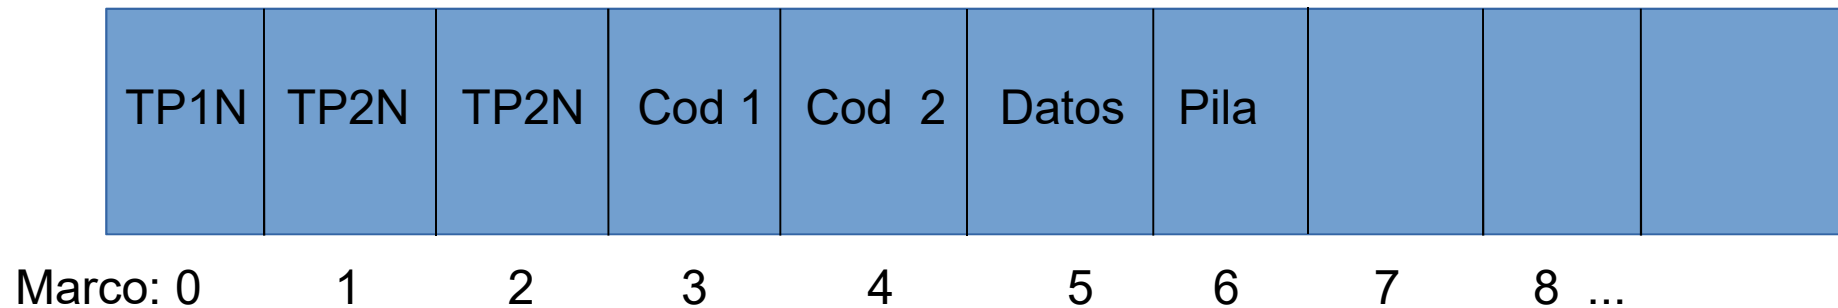 TP1N TP2N TP2N Cod 1 Cod 2 Datos Pila
Marco: 0 1 2 3 4 5 6 7 8 ...